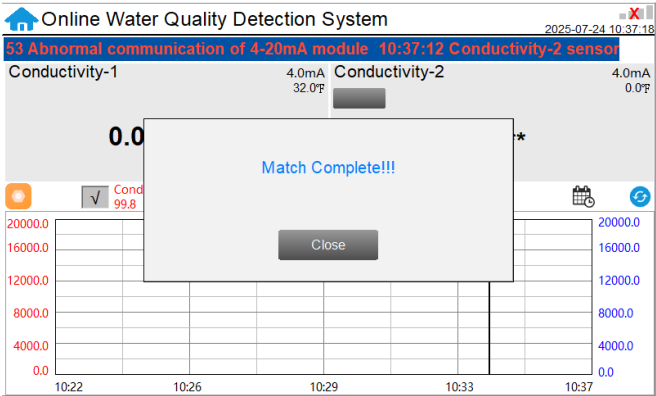 Online Water Quality Detection System
X
2025-07-24 10:37:18
53 Abnormal communication of 4-20mA module 10:37:12 Conductivity-2 sensor
Conductivity-1
4.0mA
32.0℉
Conductivity-2
4.0mA
0.0℉
0.0
*
Match Complete!!!
Close
√
Cond
99.8
20000.0
16000.0
12000.0
8000.0
4000.0
0.0
20000.0
16000.0
12000.0
8000.0
4000.0
0.0
10:22
10:26
10:29
10:33
10:37